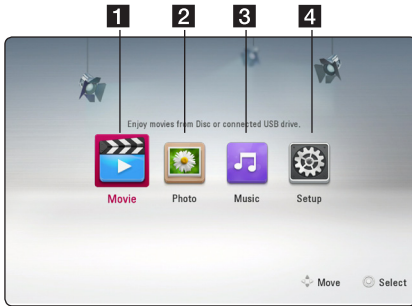 1 2 3 4
Enjoy movies from Disc or connected USB drive.
Movie Photo Music Setup
Move Select